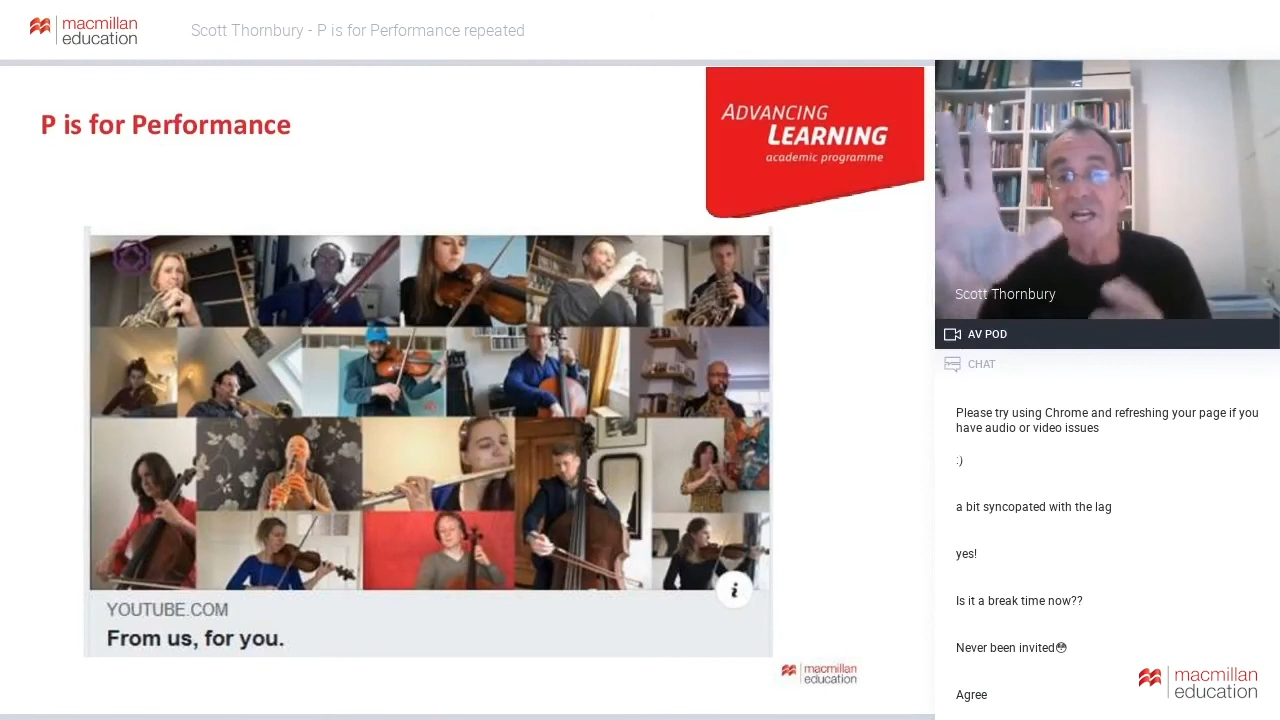 macmillan
education
Scott Thornbury - P is for Performance repeated
P is for Performance
ADVANCING
LEARNING
academic programme
YOUTUBE.COM
From us, for you.
i
macmillan
education
Scott Thornbury
AV POD
CHAT
Please try using Chrome and refreshing your page if you
have audio or video issues
:)
a bit syncopated with the lag
yes!
Is it a break time now??
Never been invited😳
Agree
macmillan
education